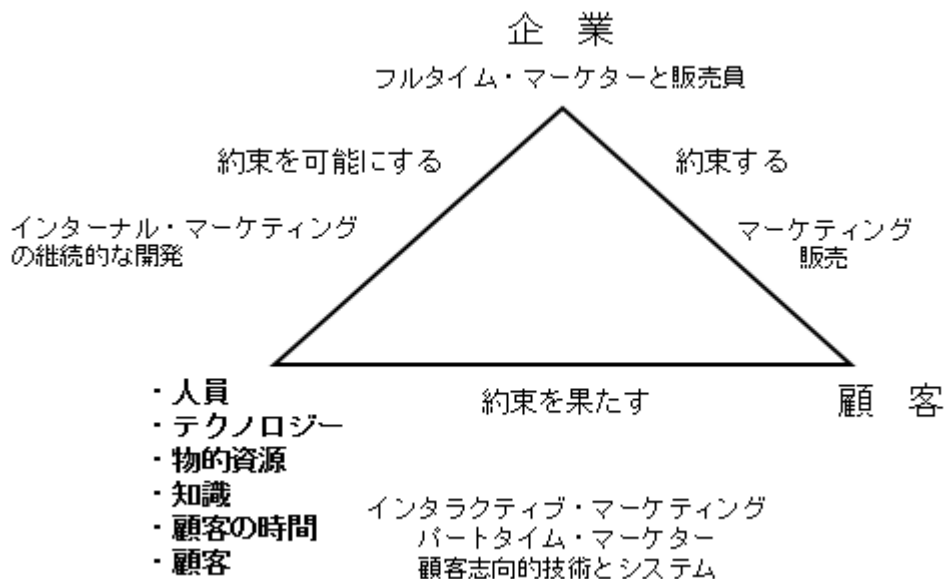 企 業
フルタイム・マーケターと販売員
約束を可能にする
約束する
インターナル・マーケティング
の継続的な開発
マーケティング
販売
・人員
・テクノロジー
・物的資源
・知識
・顧客の時間
・顧客
約束を果たす
顧 客
インタラクティブ・マーケティング
パートタイム・マーケター
顧客志向的技術とシステム